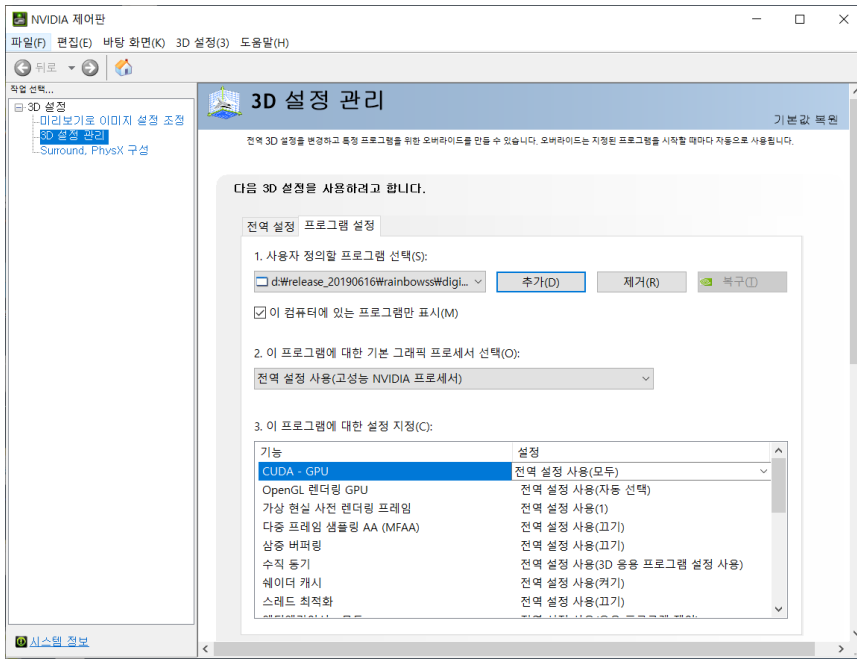 NVIDIA 제어판
파일(F) 편집(E) 바탕 화면(K) 3D 설정(3) 도움말(H)
뒤로
작업 선택...
3D 설정
미리보기로 이미지 설정 조정
3D 설정 관리
Surround, PhysX 구성
3D 설정 관리
기본값 복원
전역 3D 설정을 변경하고 특정 프로그램을 위한 오버라이드를 만들 수 있습니다. 오버라이드는 지정된 프로그램을 시작할 때마다 자동으로 사용됩니다.
다음 3D 설정을 사용하려고 합니다.
전역 설정 프로그램 설정
1. 사용자 정의할 프로그램 선택(S):
d:₩release_20190616₩rainbowss₩digi... 추가(D) 제거(R) 복구(I)
이 컴퓨터에 있는 프로그램만 표시(M)
2. 이 프로그램에 대한 기본 그래픽 프로세서 선택(O):
전역 설정 사용(고성능 NVIDIA 프로세서)
3. 이 프로그램에 대한 설정 지정(C):
기능 설정
CUDA - GPU 전역 설정 사용(모두)
OpenGL 렌더링 GPU 전역 설정 사용(자동 선택)
가상 현실 사전 렌더링 프레임 전역 설정 사용(1)
다중 프레임 샘플링 AA (MFAA) 전역 설정 사용(끄기)
삼중 버퍼링 전역 설정 사용(끄기)
수직 동기 전역 설정 사용(3D 응용 프로그램 설정 사용)
쉐이더 캐시 전역 설정 사용(켜기)
스레드 최적화 전역 설정 사용(끄기)
시스템 정보